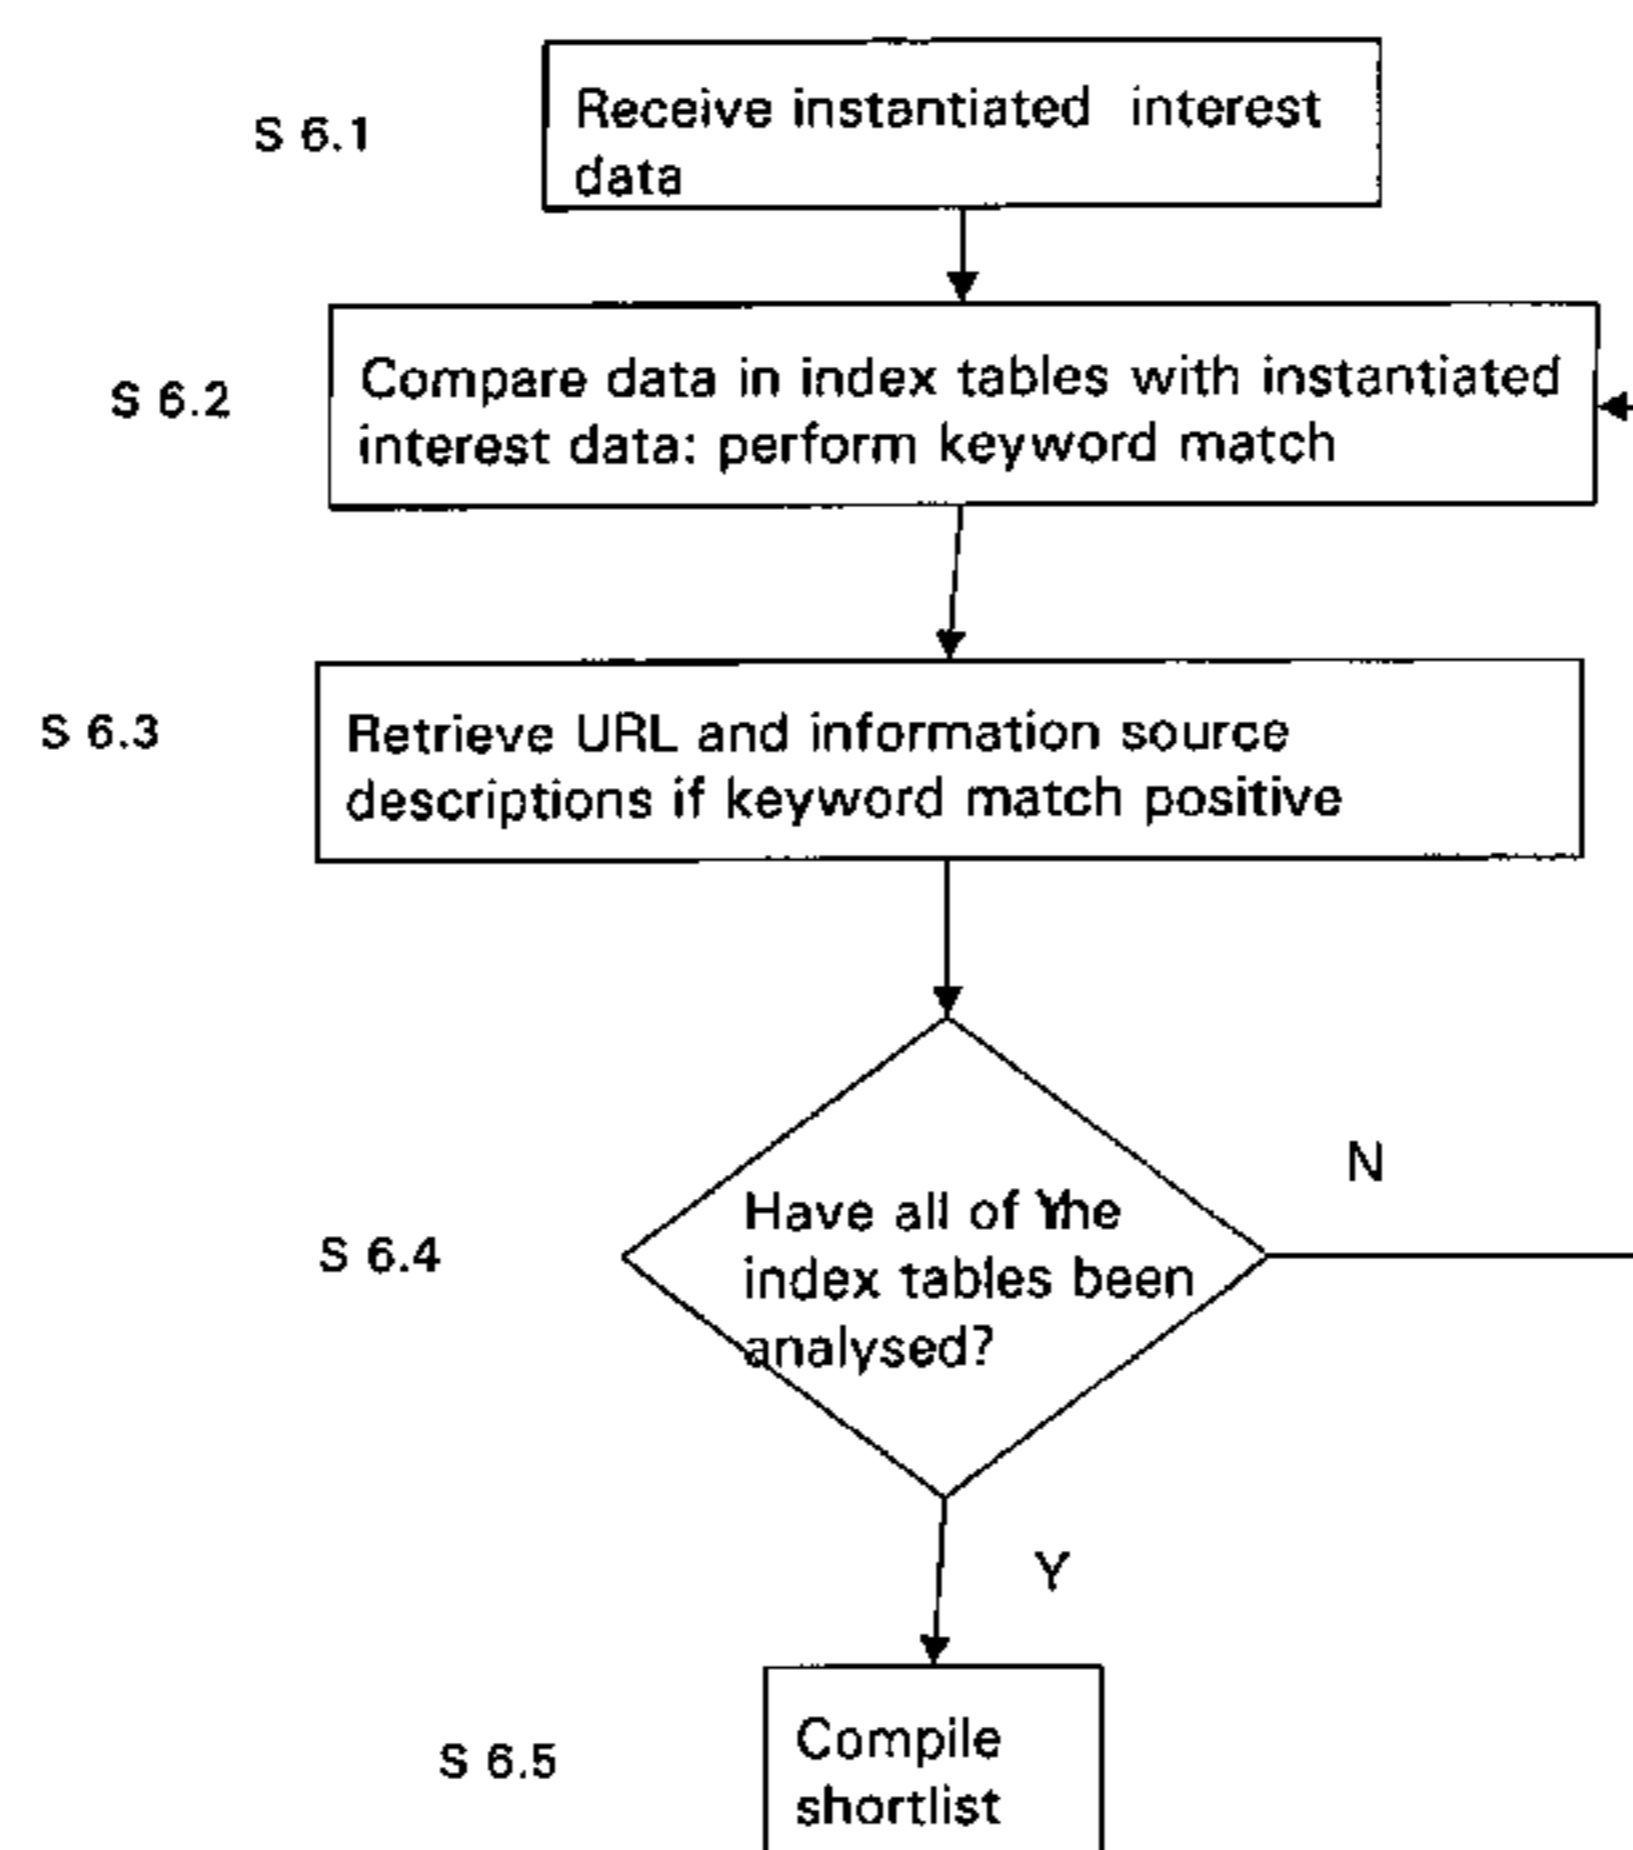 S 6.1
Receive instantiated interest
data
S 6.2
Compare data in index tables with instantiated
interest data: perform keyword match
S 6.3
Retrieve URL and information source
descriptions if keyword match positive
N
S 6.4
Have all of the
index tables been
analysed?
Y
S 6.5
Compile
shortlist